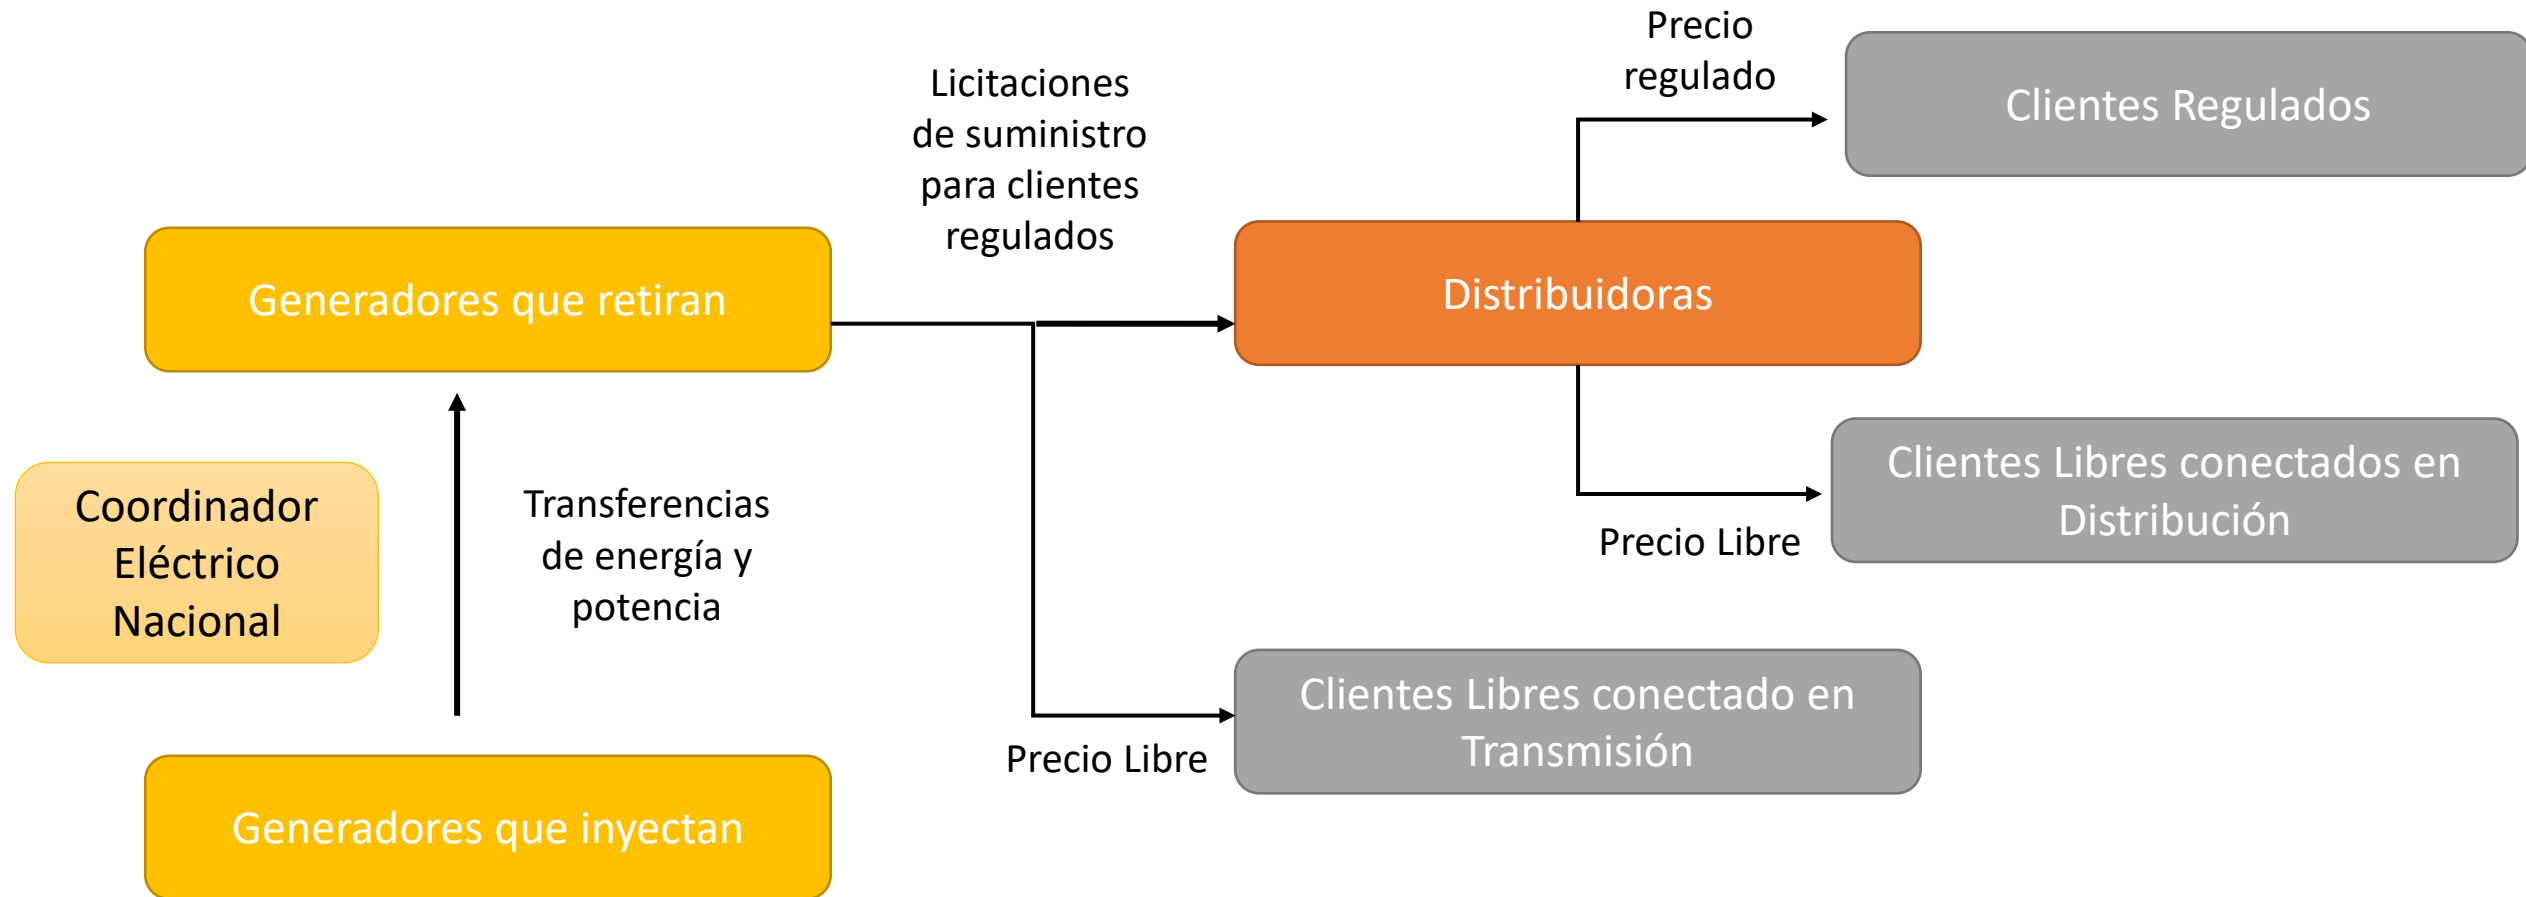 Precio
regulado
Clientes Regulados
Licitaciones
de suministro
para clientes
regulados
Generadores que retiran
Distribuidoras
Clientes Libres conectados en
Distribución
Precio Libre
Coordinador
Eléctrico
Nacional
Transferencias
de energía y
potencia
Clientes Libres conectado en
Transmisión
Precio Libre
Generadores que inyectan